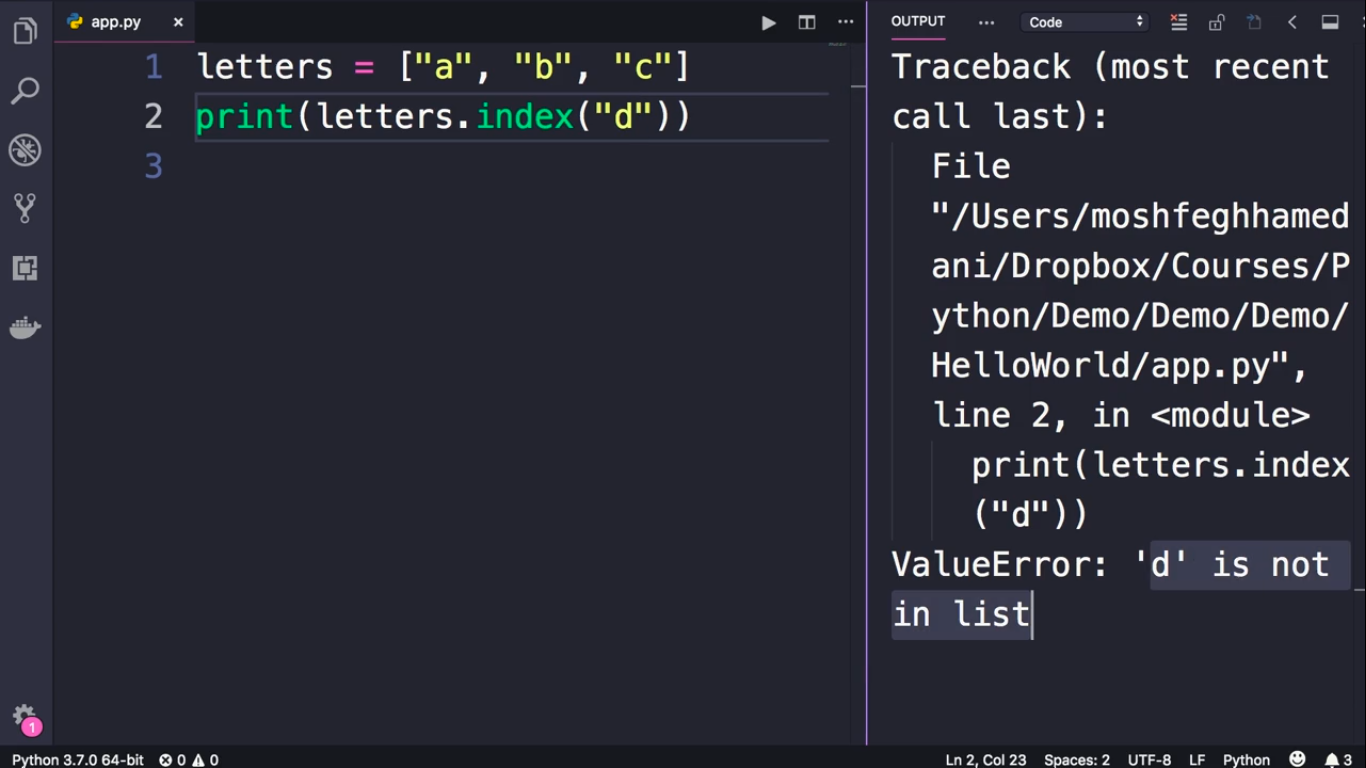 app.py ×
1 letters = ["a", "b", "c"]
2 print(letters.index("d"))
3
OUTPUT ··· Code
Traceback (most recent
call last):
File
"/Users/moshfeghhamed
ani/Dropbox/Courses/P
ython/Demo/Demo/Demo/
HelloWorld/app.py",
line 2, in <module>
print(letters.index
("d"))
ValueError: 'd' is not
in list
1
Python 3.7.0 64-bit 0 0 Ln 2, Col 23 Spaces: 2 UTF-8 LF Python 3